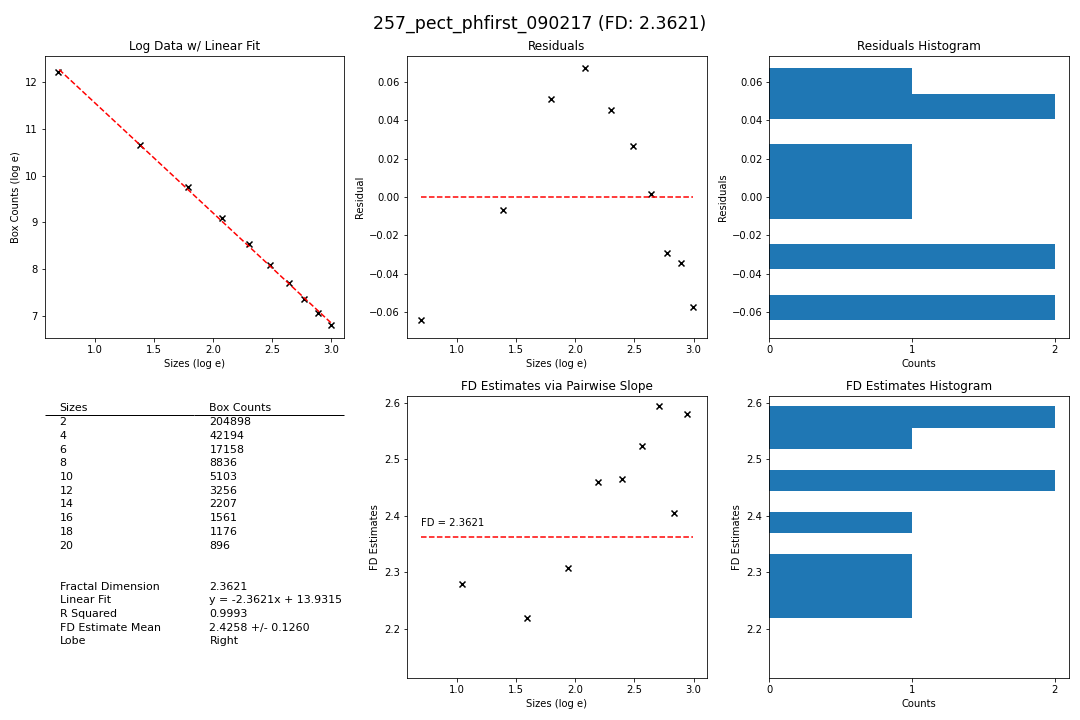 257_pect_phfirst_090217 (FD: 2.3621)
Log Data w/ Linear Fit
Box Counts (log e)
12
11
10
9
8
7
1.0 1.5 2.0 2.5 3.0
Sizes (log e)
Residuals
Residual
0.06
0.04
0.02
0.00
−0.02
−0.04
−0.06
1.0 1.5 2.0 2.5 3.0
Sizes (log e)
Residuals Histogram
Residuals
0.06
0.04
0.02
0.00
−0.02
−0.04
−0.06
0 1 2
Counts
Sizes Box Counts
2 204898
4 42194
6 17158
8 8836
10 5103
12 3256
14 2207
16 1561
18 1176
20 896
Fractal Dimension 2.3621
Linear Fit y = -2.3621x + 13.9315
R Squared 0.9993
FD Estimate Mean 2.4258 +/- 0.1260
Lobe Right
FD Estimates via Pairwise Slope
FD Estimates
2.6
2.5
2.4
2.3
2.2
FD = 2.3621
1.0 1.5 2.0 2.5 3.0
Sizes (log e)
FD Estimates Histogram
FD Estimates
2.6
2.5
2.4
2.3
2.2
0 1 2
Counts